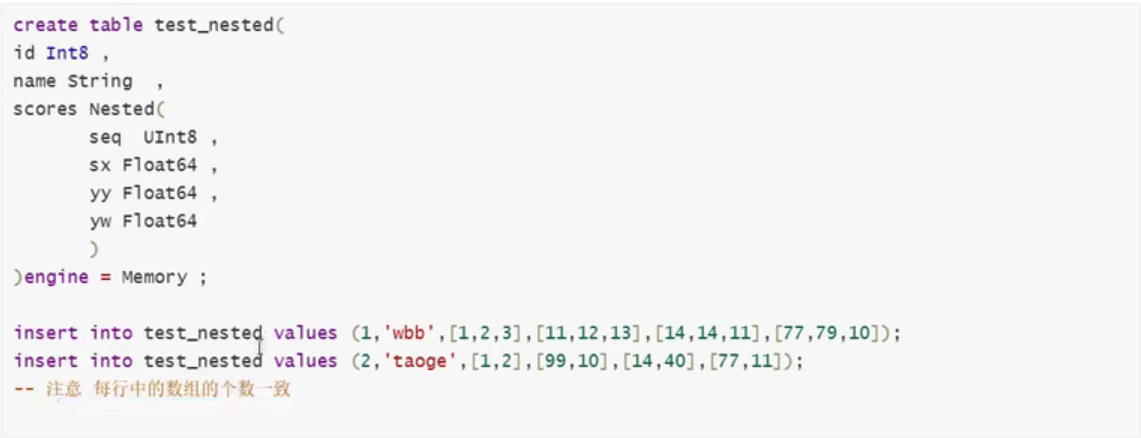 create table test_nested(
id Int8 ,
name String  ,
scores Nested(
       seq  UInt8 ,
       sx Float64 ,
       yy Float64 ,
       yw Float64
       )
)engine = Memory ;
insert into test_nested values (1,'wbb',[1,2,3],[11,12,13],[14,14,11],[77,79,10]);
insert into test_nested values (2,'taoge',[1,2],[99,10],[14,40],[77,11]);
-- 注意 每行中的数组的个数一致